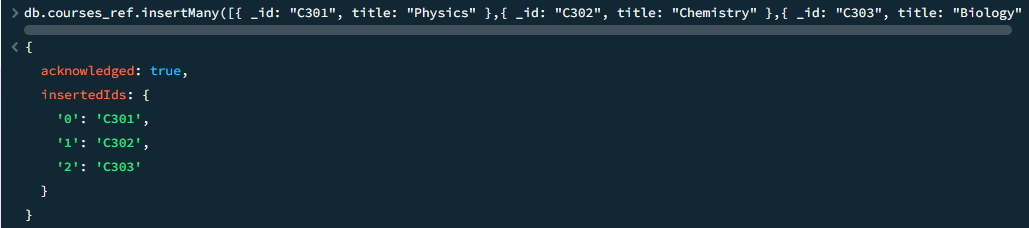 > db.courses_ref.insertMany([{ _id: "C301", title: "Physics" },{ _id: "C302", title: "Chemistry" },{ _id: "C303", title: "Biology"
< {
acknowledged: true,
insertedIds: {
'0': 'C301',
'1': 'C302',
'2': 'C303'
}
}